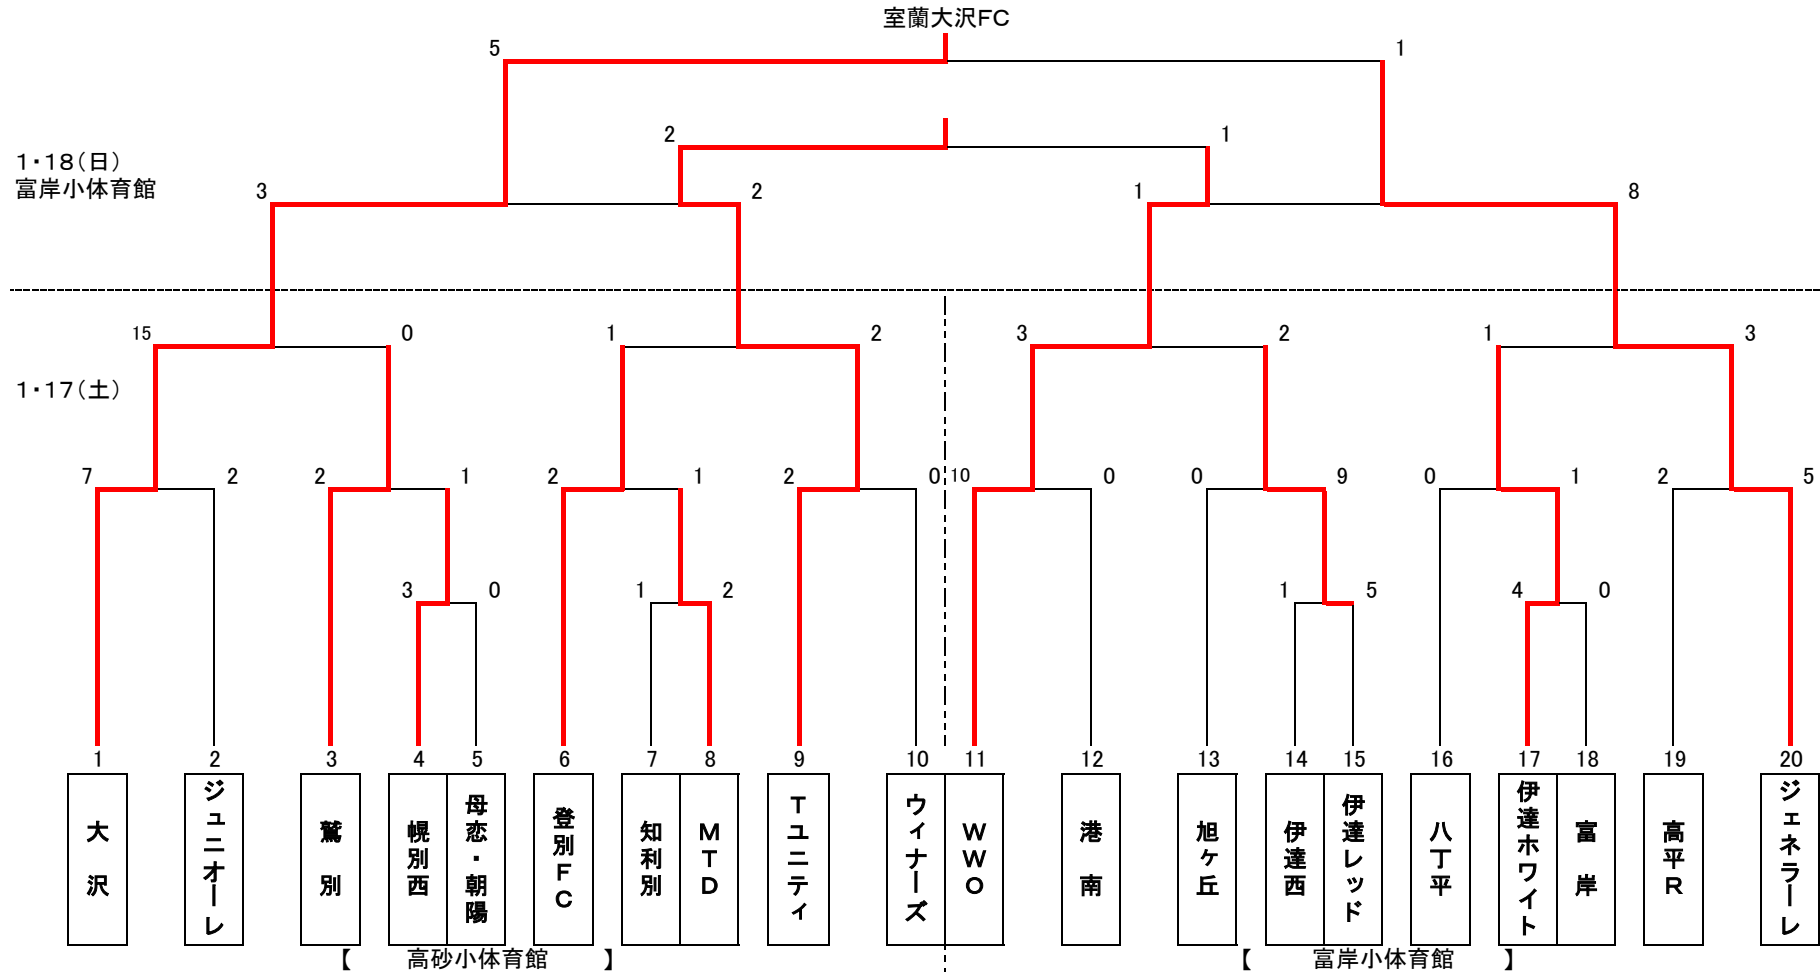 室蘭大沢FC
5 1
2 1
1・18(日)
富岸小体育館
3 2 1 8
15 0 1 2 3 2 1 3
1・17(土)
7 2 2 1 2 1 2 0 10 0 0 9 0 1 2 5
3 0 1 2 1 5 4 0
1 2 3 4 5 6 7 8 9 10 11 12 13 14 15 16 17 18 19 20
大沢
ジュニオーレ
鷲別
幌別西
母恋・朝陽
登別FC
知利別
MTD
Tユニティ
ウィナーズ
WWO
港南
旭ヶ丘
伊達西
伊達レッド
八丁平
伊達ホワイト
富岸
高平R
ジェネラーレ
【 高砂小体育館 】 【 富岸小体育館 】